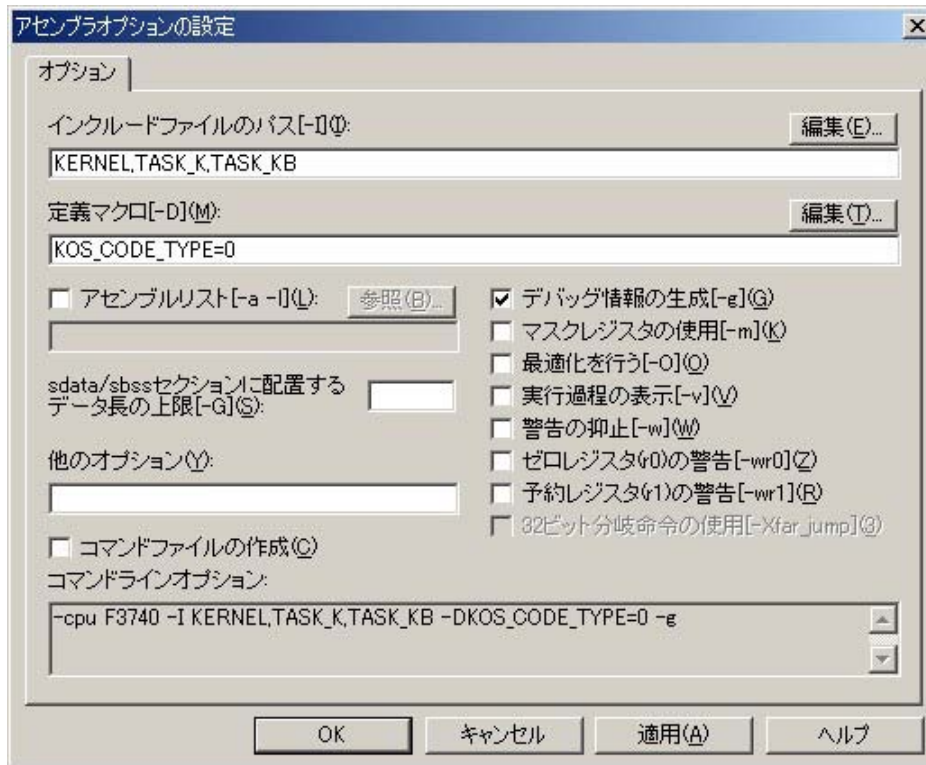 アセンブラオプションの設定
オプション
インクルードファイルのパス[-I](I):
編集(E)...
KERNEL,TASK_K,TASK_KB
定義マクロ[-D](M):
編集(T)...
KOS_CODE_TYPE=0
アセンブルリスト[-a -l](L):
参照(B)...
デバッグ情報の生成[-g](G)
マスクレジスタの使用[-m](K)
最適化を行う[-O](O)
sdata/sbssセクションに配置する
データ長の上限[-G](S):
実行過程の表示[-v](V)
警告の抑止[-w](W)
他のオプション(Y):
ゼロレジスタ(r0)の警告[-wr0](Z)
予約レジスタ(r1)の警告[-wr1](R)
32ビット分岐命令の使用[-Xfar_jump](3)
コマンドファイルの作成(C)
コマンドラインオプション:
-cpu F3740 -I KERNEL,TASK_K,TASK_KB -DKOS_CODE_TYPE=0 -g
OK
キャンセル
適用(A)
ヘルプ